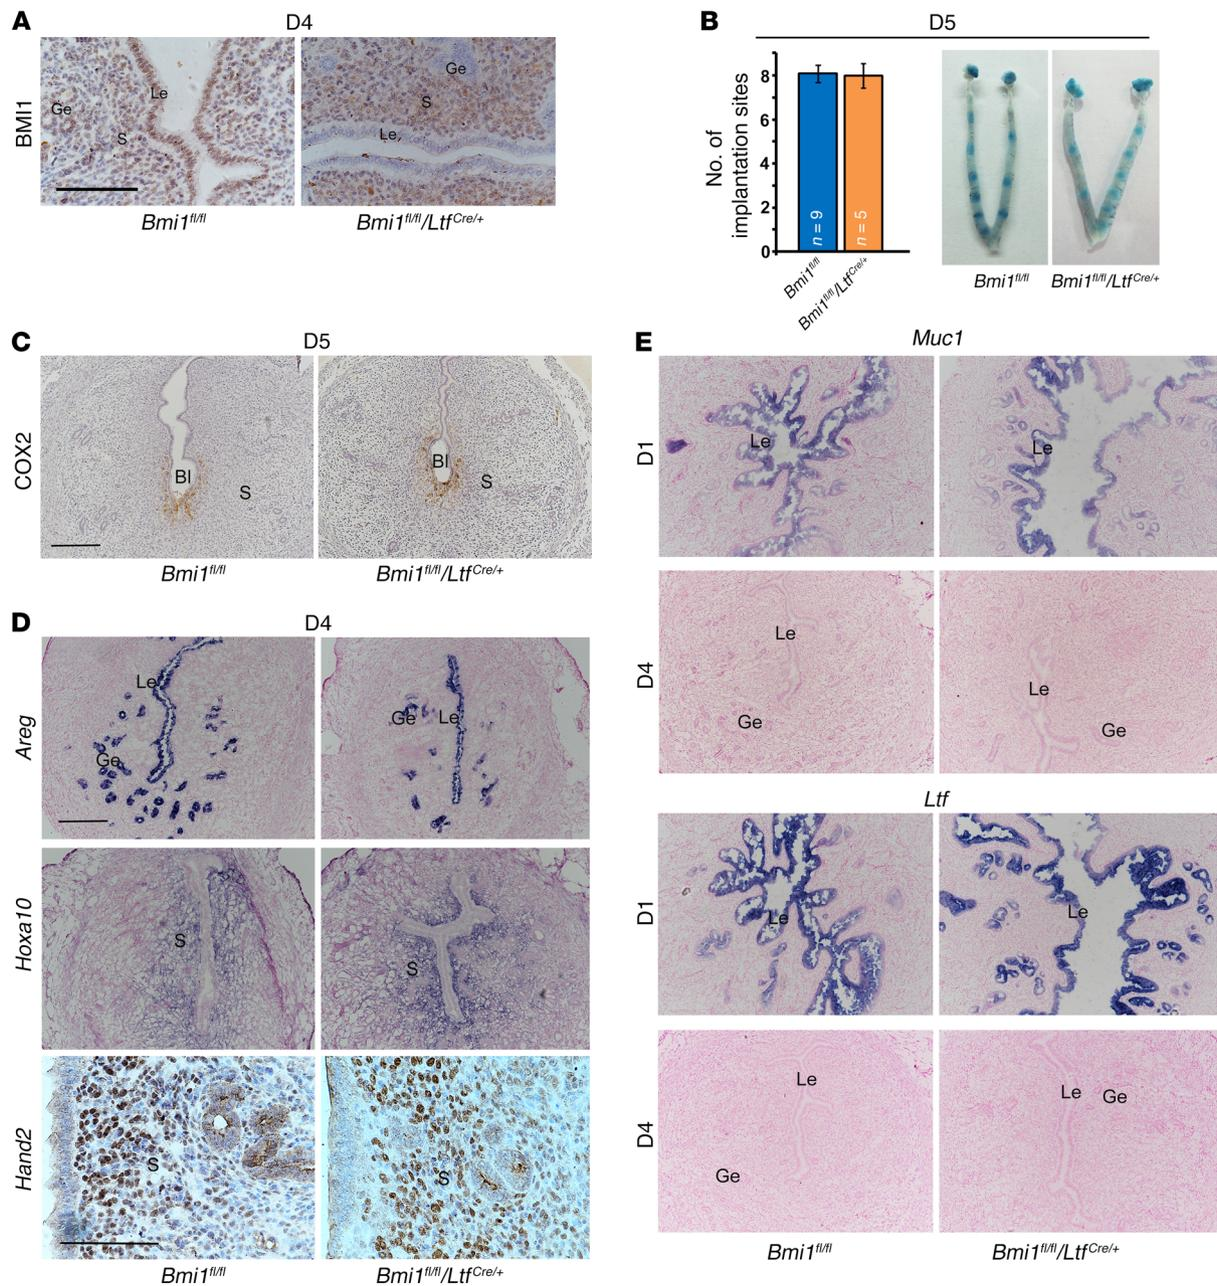 A
D4
BMI1
Ge
S
Le
Ge
S
Le
Bmi1fl/fl
Bmi1fl/fl/LtfCre/+
B
D5
No. of
implantation sites
8
6
4
2
0
n = 9
n = 5
Bmi1fl/fl
Bmi1fl/fl/LtfCre/+
Bmi1fl/fl
Bmi1fl/fl/LtfCre/+
C
D5
COX2
Bl
S
Bl
S
Bmi1fl/fl
Bmi1fl/fl/LtfCre/+
D
D4
Areg
Le
Ge
Ge
Le
Hoxa10
S
S
Hand2
S
S
Bmi1fl/fl
Bmi1fl/fl/LtfCre/+
E
Muc1
D1
Le
Le
D4
Le
Ge
Le
Ge
Ltf
D1
Le
Le
D4
Le
Ge
Le
Ge
Bmi1fl/fl
Bmi1fl/fl/LtfCre/+